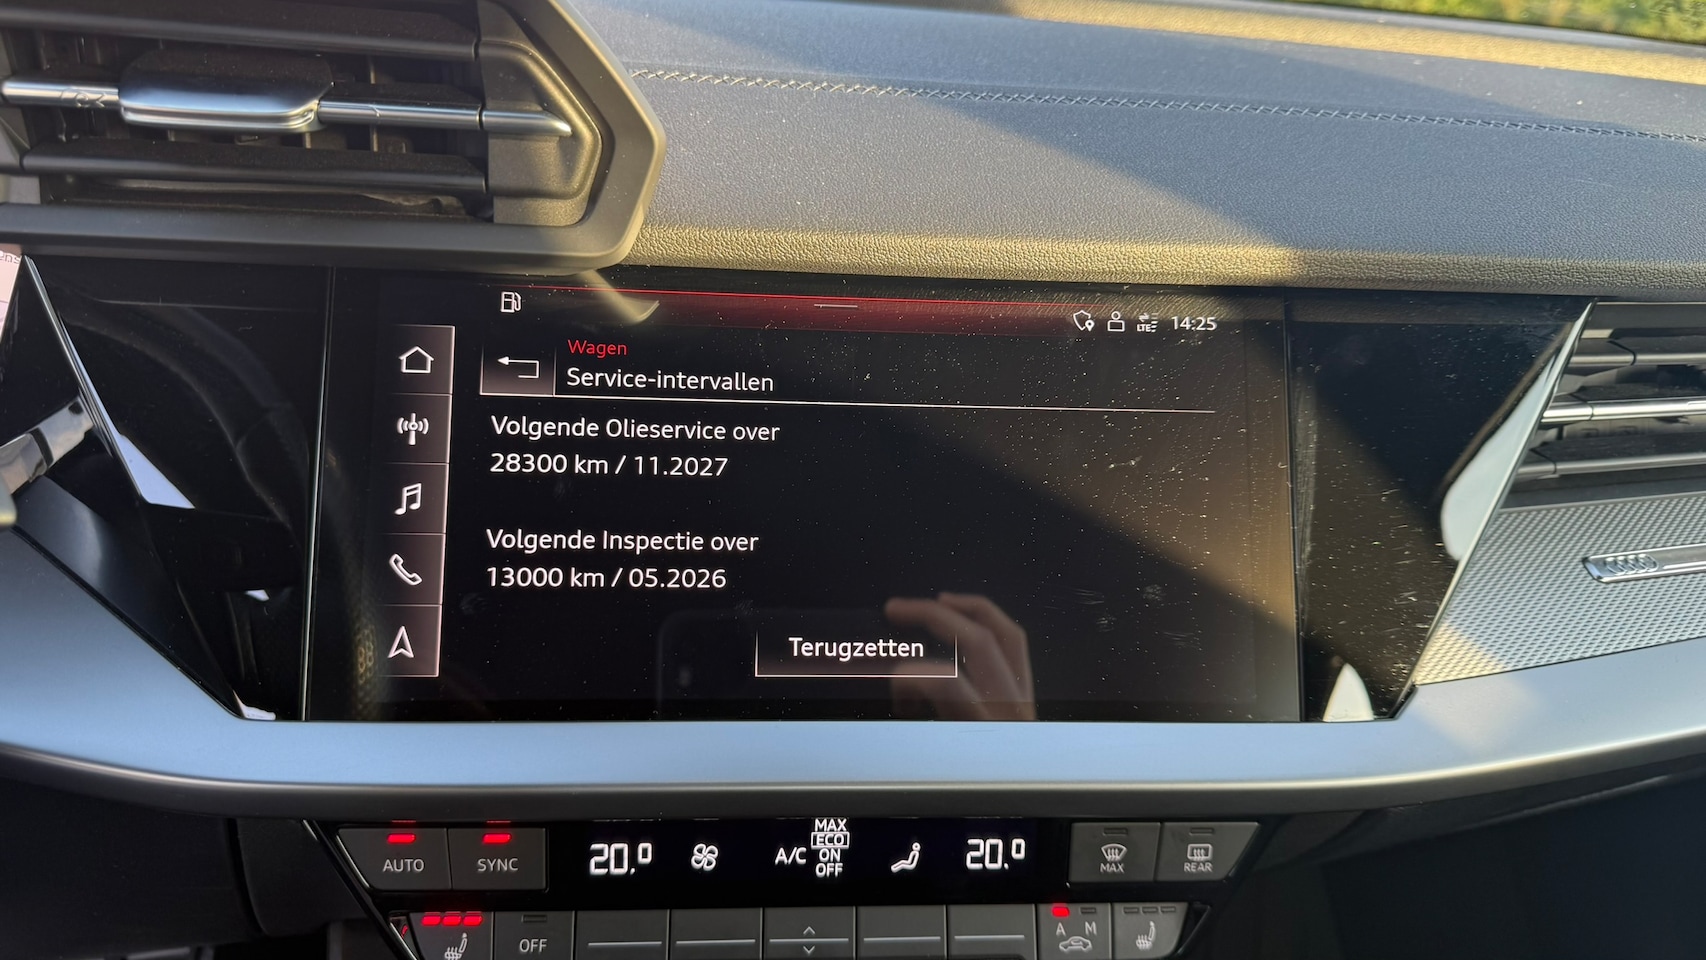 14:25
LTE
Wagen
Service-intervallen
Volgende Olieservice over
28300 km / 11.2027
Volgende Inspectie over
13000 km / 05.2026
Terugzetten
AUTO
SYNC
20.0
A/C
MAX
ECO
ON
OFF
20.0
MAX
REAR
OFF
A M